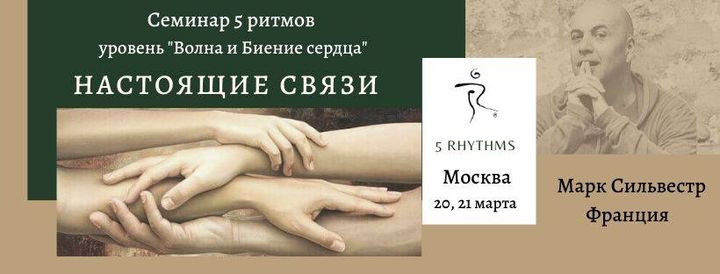 Семинар 5 ритмов
уровень "Волна и Биение сердца"
НАСТОЯЩИЕ СВЯЗИ
®
5 RHYTHMS
Москва
20, 21 марта
Марк Сильвестр
Франция